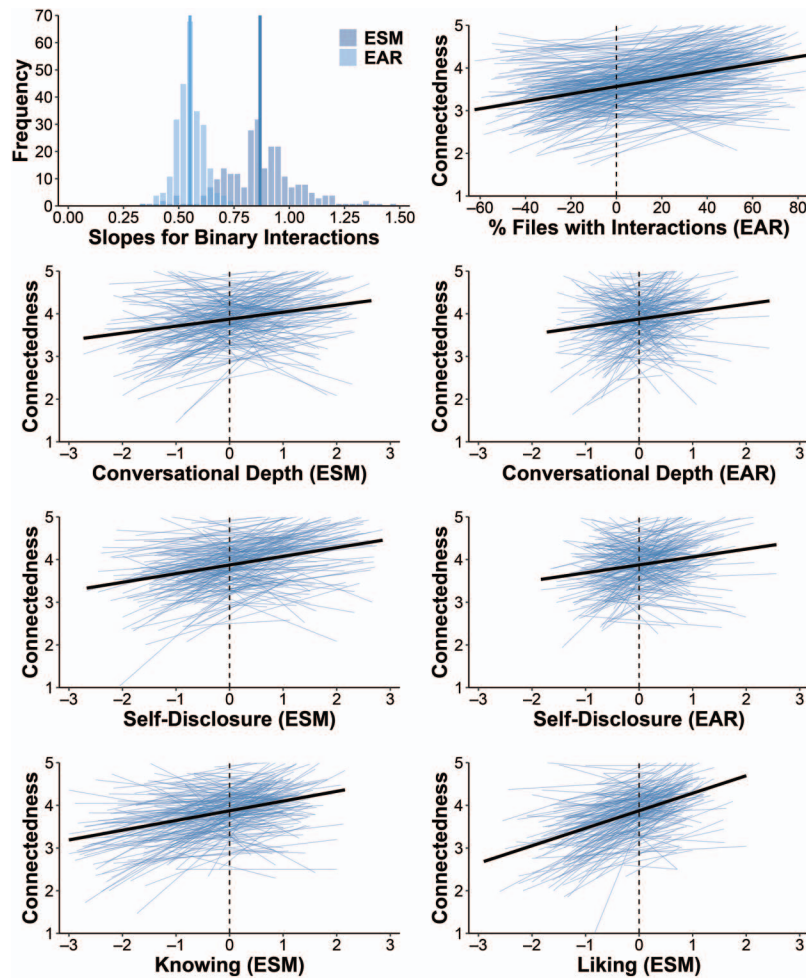 70
60
50
40
30
20
10
0
Frequency
ESM
EAR
0.00 0.25 0.50 0.75 1.00 1.25 1.50
Slopes for Binary Interactions
5
4
3
2
1
Connectedness
−60 −40 −20 0 20 40 60 80
% Files with Interactions (EAR)
5
4
3
2
1
Connectedness
−3 −2 −1 0 1 2 3
Conversational Depth (ESM)
5
4
3
2
1
Connectedness
−3 −2 −1 0 1 2 3
Conversational Depth (EAR)
5
4
3
2
1
Connectedness
−3 −2 −1 0 1 2 3
Self-Disclosure (ESM)
5
4
3
2
1
Connectedness
−3 −2 −1 0 1 2 3
Self-Disclosure (EAR)
5
4
3
2
1
Connectedness
−3 −2 −1 0 1 2 3
Knowing (ESM)
5
4
3
2
1
Connectedness
−3 −2 −1 0 1 2 3
Liking (ESM)